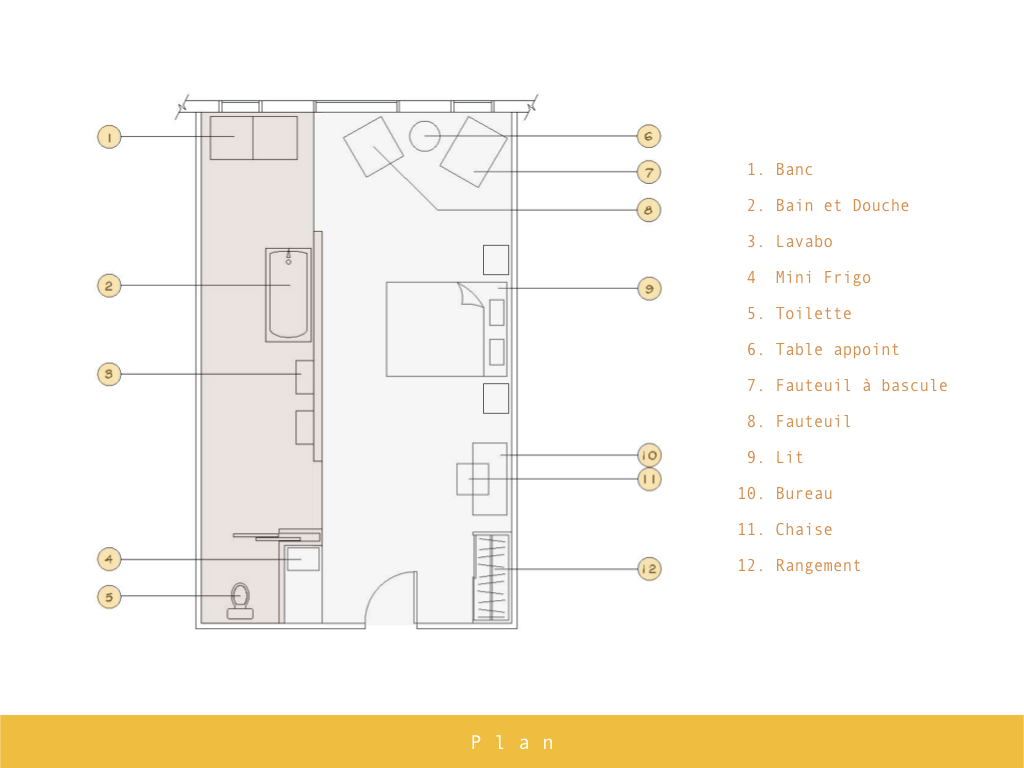 1
2
3
4
5
6
7
8
9
10
11
12
1. Banc
2. Bain et Douche
3. Lavabo
4 Mini Frigo
5. Toilette
6. Table appoint
7. Fauteuil à bascule
8. Fauteuil
9. Lit
10. Bureau
11. Chaise
12. Rangement
Plan